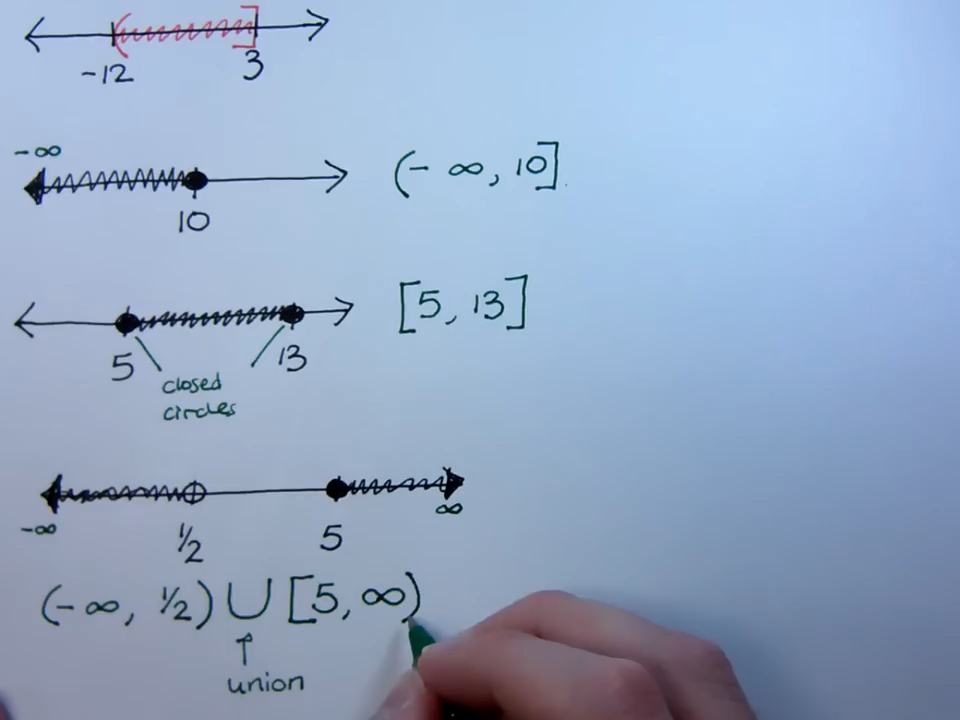 -12 ( ] 3
-∞
10
(-∞, 10]
5 13
[5, 13]
closed
circles
-∞ ∞
1/2 5
(-∞, 1/2) ∪ [5, ∞)
↑
union